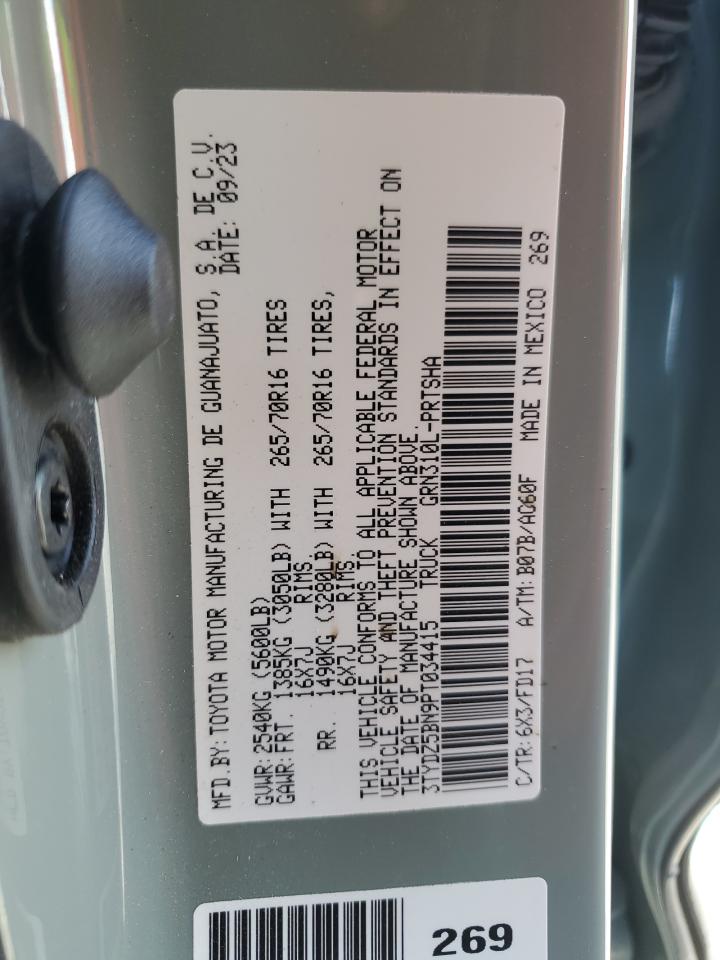 MFD.BY: TOYOTA MOTOR MANUFACTURING DE GUANAJUATO, S.A. DE C.V.
DATE: 09/23
GVWR: 2540KG (5600LB)
GAWR: FRT. 1385KG (3050LB) WITH 265/70R16 TIRES
16X7J RIMS.
RR. 1490KG (3280LB) WITH 265/70R16 TIRES,
16X7J RIMS.
THIS VEHICLE CONFORMS TO ALL APPLICABLE FEDERAL MOTOR
VEHICLE SAFETY AND THEFT PREVENTION STANDARDS IN EFFECT ON
THE DATE OF MANUFACTURE SHOWN ABOVE.
3TYDZ5BN9PT034415 TRUCK GRN310L-PRTSHA
C/TR: 6X3/FD17 A/TM: B07B/AC60F MADE IN MEXICO 269
269